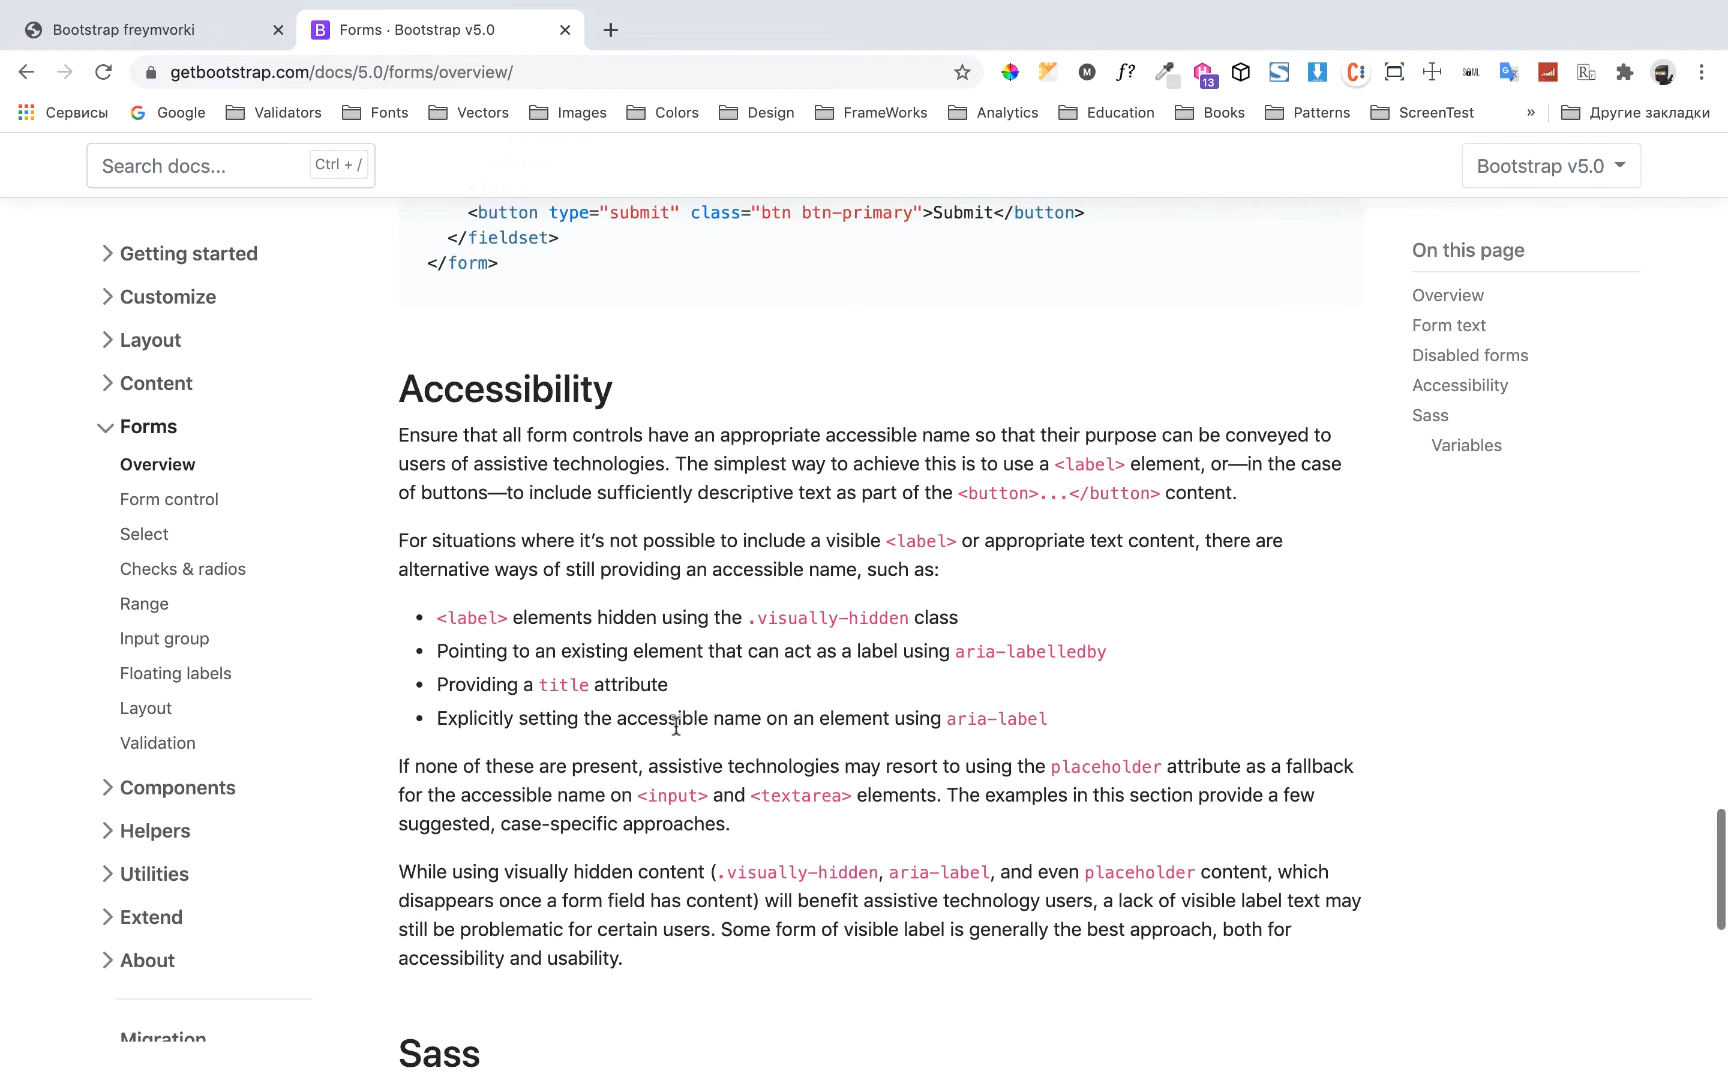 Bootstrap freymvorki
Forms · Bootstrap v5.0
getbootstrap.com/docs/5.0/forms/overview/
Сервисы Google Validators Fonts Vectors Images Colors Design FrameWorks Analytics Education Books Patterns ScreenTest » Другие закладки
Search docs... Ctrl + /
Bootstrap v5.0
<button type="submit" class="btn btn-primary">Submit</button>
</fieldset>
</form>
Getting started
Customize
Layout
Content
Forms
Overview
Form control
Select
Checks & radios
Range
Input group
Floating labels
Layout
Validation
Components
Helpers
Utilities
Extend
About
Migration
Accessibility
Ensure that all form controls have an appropriate accessible name so that their purpose can be conveyed to
users of assistive technologies. The simplest way to achieve this is to use a <label> element, or—in the case
of buttons—to include sufficiently descriptive text as part of the <button>...</button> content.
For situations where it’s not possible to include a visible <label> or appropriate text content, there are
alternative ways of still providing an accessible name, such as:
• <label> elements hidden using the .visually-hidden class
• Pointing to an existing element that can act as a label using aria-labelledby
• Providing a title attribute
• Explicitly setting the accessible name on an element using aria-label
If none of these are present, assistive technologies may resort to using the placeholder attribute as a fallback
for the accessible name on <input> and <textarea> elements. The examples in this section provide a few
suggested, case-specific approaches.
While using visually hidden content (.visually-hidden, aria-label, and even placeholder content, which
disappears once a form field has content) will benefit assistive technology users, a lack of visible label text may
still be problematic for certain users. Some form of visible label is generally the best approach, both for
accessibility and usability.
Sass
On this page
Overview
Form text
Disabled forms
Accessibility
Sass
Variables